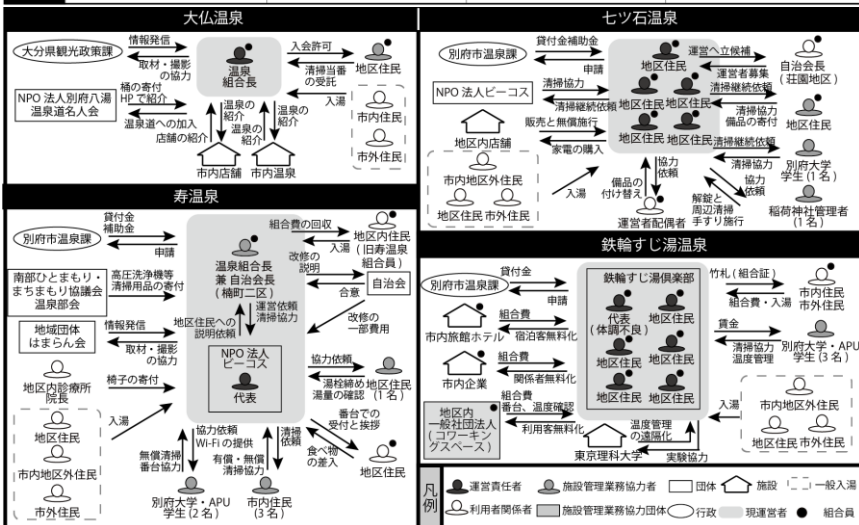 大仏温泉
大分県観光政策課
情報発信
取材・撮影
の協力
温泉
組合長
入会許可
清掃当番
の受託
地区住民
入湯
市内住民
市外住民
NPO 法人別府八湯
温泉道名人会
桶の寄付
HPで紹介
温泉道への加入
店舗の紹介
温泉の
紹介
温泉の
紹介
温泉の
紹介
市内店舗
市内温泉
七ツ石温泉
別府市温泉課
貸付金補助金
申請
地区住民
地区住民
地区住民
地区住民
地区住民
運営へ立候補
運営者募集
自治会長
(荘園地区)
NPO 法人ビーコス
清掃協力
清掃継続依頼
清掃継続依頼
清掃協力
備品の寄付
地区住民
地区内店舗
販売と無償施行
家電の購入
清掃継続依頼
清掃協力
別府大学
学生(1名)
市内地区外住民
地区住民
市外住民
入湯
備品の
付け替え
協力
依頼
運営者配偶者
協力
依頼
解錠と
周辺清掃
手すり施行
稲荷神社管理者
(1名)
寿温泉
別府市温泉課
貸付金
補助金
申請
南部ひとまもり・
まちまもり協議会
温泉部会
高圧洗浄機等
清掃用品の寄付
地域団体
はまらん会
情報発信
取材・撮影
の協力
地区内診療所
院長
椅子の寄付
地区住民
市内地区外住民
市外住民
入湯
温泉組合長
兼 自治会長
(楠町二区)
地区住民への
説明依頼
運営依頼
清掃協力
NPO 法人
ビーコス
代表
組合費の回収
入湯
地区内住民
(旧寿温泉
組合員)
改修の
説明
合意
自治会
改修の
一部費用
協力依頼
湯栓締め
湯量の確認
地区住民
(1名)
番台での
受付と挨拶
食べ物
の差入
地区住民
無償清掃
番台協力
協力依頼
Wi-Fi の提供
別府大学・APU
学生(2名)
有償・無償
清掃協力
清掃
依頼
市内住民
(3名)
鉄輪すじ湯温泉
別府市温泉課
貸付金
申請
市内旅館ホテル
組合費
宿泊客無料化
市内企業
組合費
関係者無料化
地区内
一般社団法人
(コワーキン
グスペース)
組合費
番台、温度確認
利用客無料化
鉄輪すじ湯倶楽部
代表
(体調不良)
地区住民
地区住民
地区住民
地区住民
地区住民
竹札(組合証)
組合費・入湯
市内住民
市外住民
賃金
清掃協力
温度管理
別府大学・APU
学生(3名)
入湯
市内地区外住民
地区住民
市外住民
東京理科大学
温度管理
の遠隔化
実験協力
凡例
運営責任者
施設管理業務協力者
団体
施設
一般入湯
利用者関係者
施設管理業務協力団体
行政
現運営者
組合員